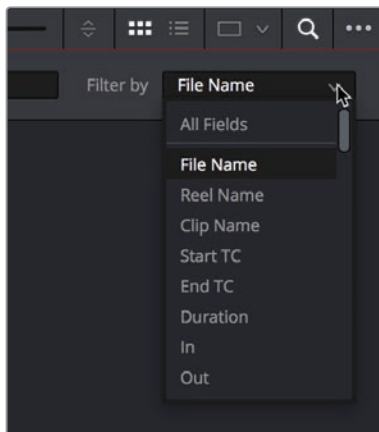 Filter by File Name
All Fields
File Name
Reel Name
Clip Name
Start TC
End TC
Duration
In
Out